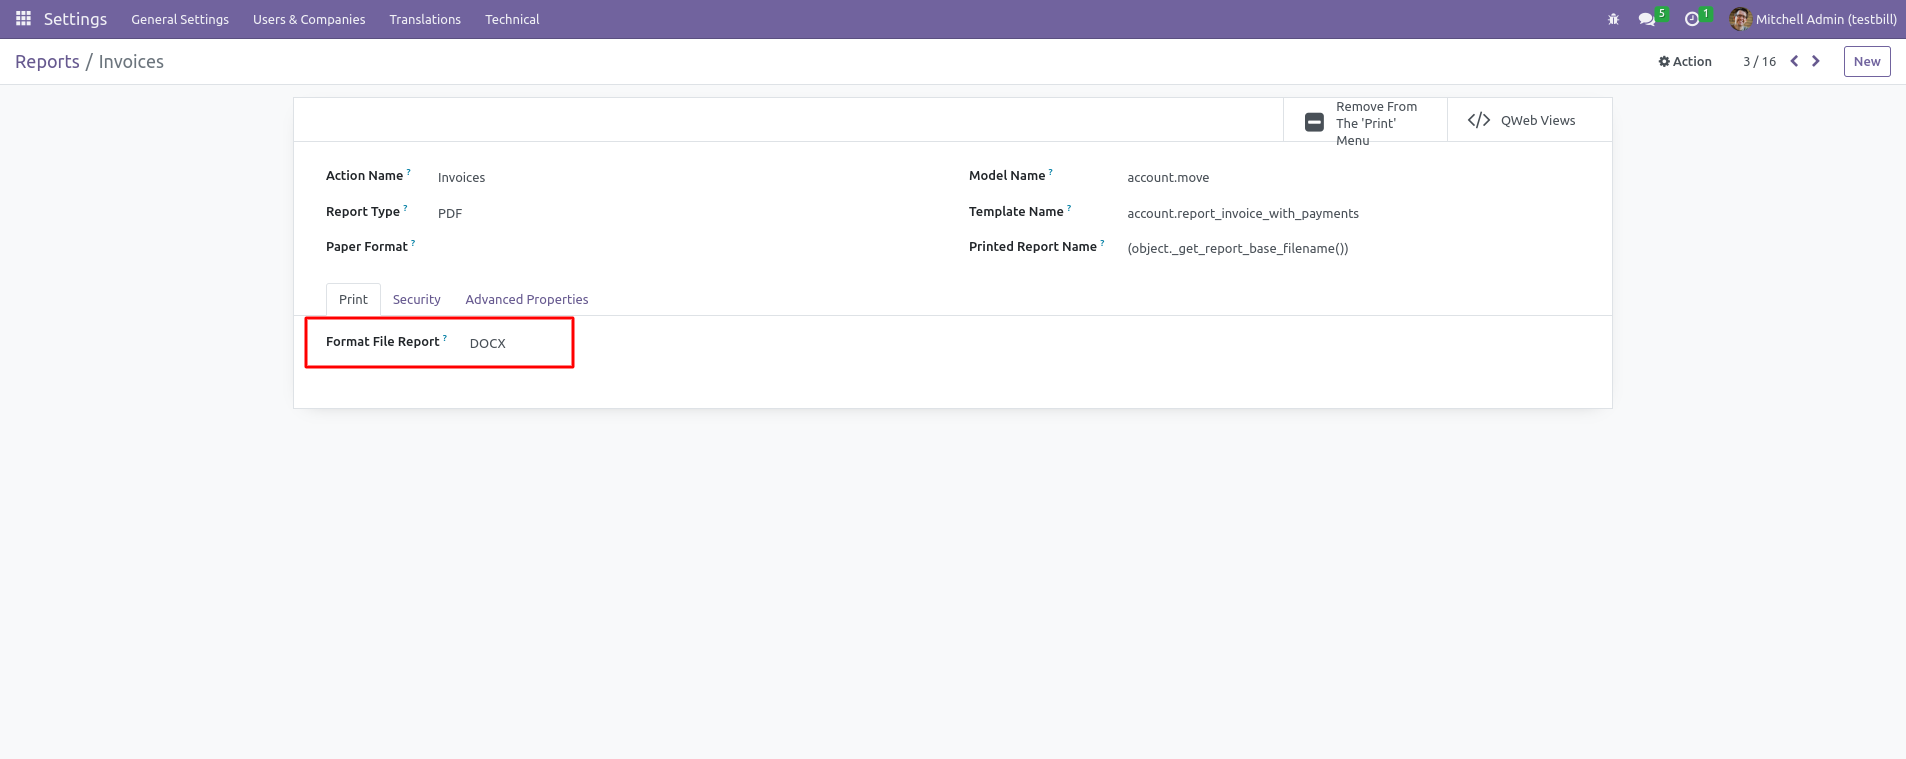 Settings General Settings Users & Companies Translations Technical 5 1 Mitchell Admin (testbill)
Reports / Invoices Action 3 / 16 New
Remove From
The 'Print'
Menu
QWeb Views
Action Name ? Invoices Model Name ? account.move
Report Type ? PDF Template Name ? account.report_invoice_with_payments
Paper Format ? Printed Report Name ? (object._get_report_base_filename())
Print Security Advanced Properties
Format File Report ? DOCX